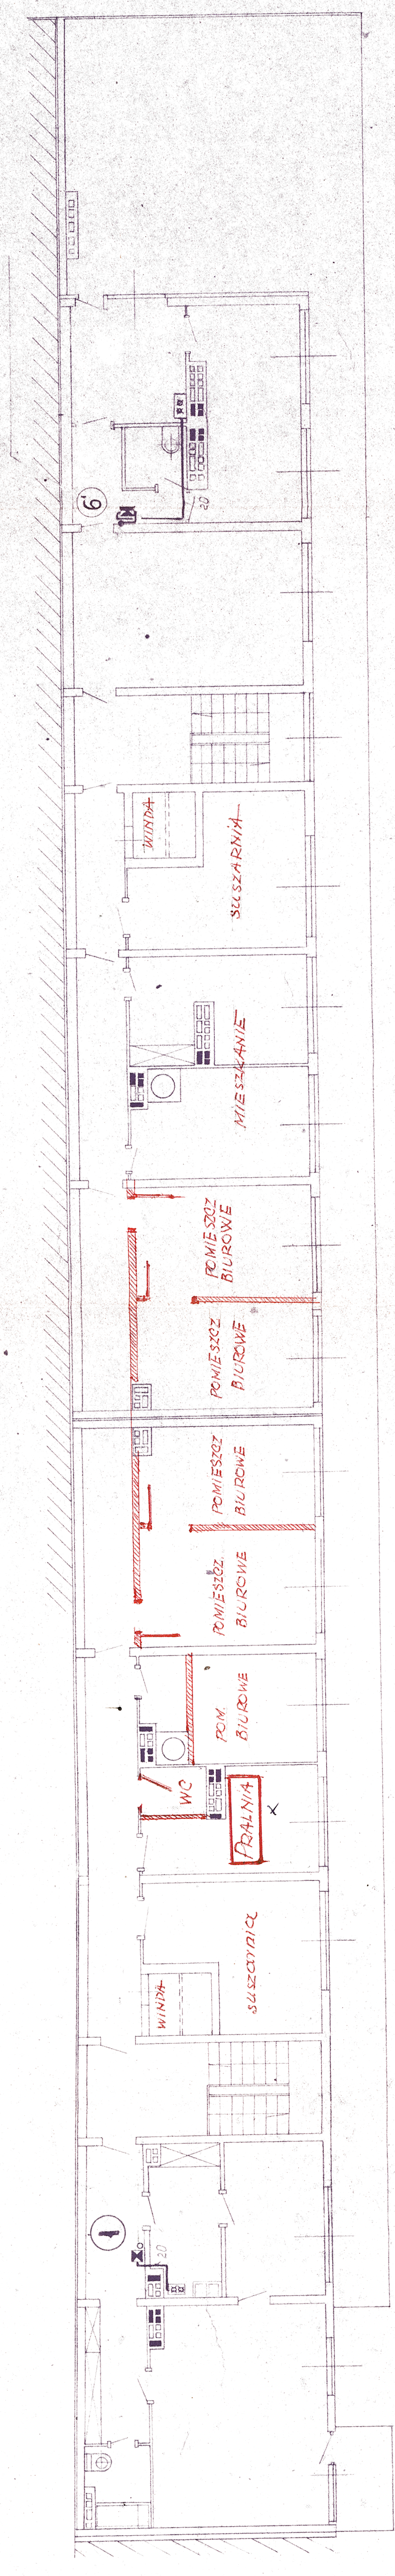 6'
20
WINDA
SUSZARNIA
MIESZKANIE
POMIESZCZ
BIUROWE
POMIESZCZ
BIUROWE
POMIESZCZ
BIUROWE
POMIESZCZ.
BIUROWE
POM.
BIUROWE
WC
PRALNIA
x
suszarnia
WINDA
1
20